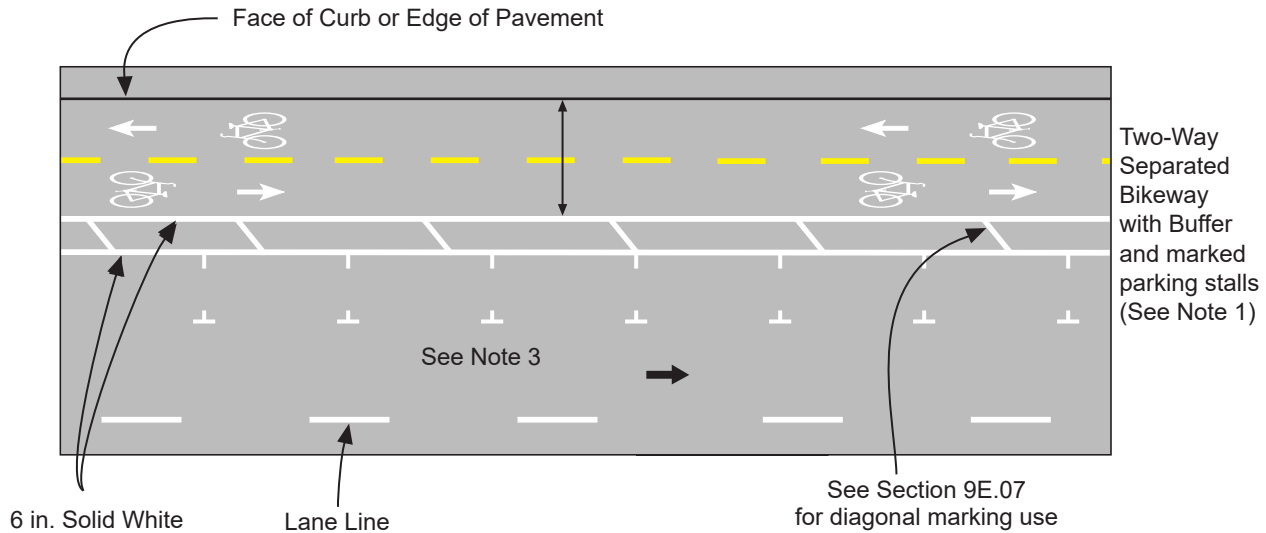 Face of Curb or Edge of Pavement
Two-Way
Separated
Bikeway
with Buffer
and marked
parking stalls
(See Note 1)
See Note 3
6 in. Solid White
Lane Line
See Section 9E.07
for diagonal marking use